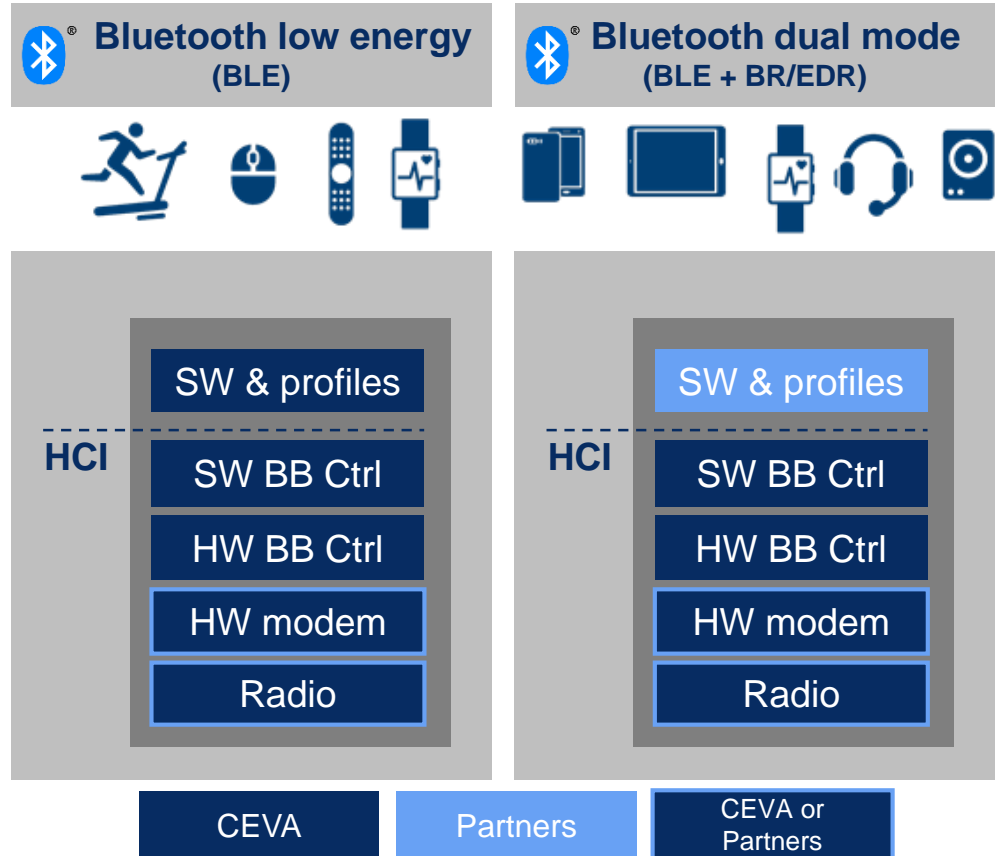 ® Bluetooth low energy
(BLE)
® Bluetooth dual mode
(BLE + BR/EDR)
SW & profiles
HCI
SW BB Ctrl
HW BB Ctrl
HW modem
Radio
SW & profiles
HCI
SW BB Ctrl
HW BB Ctrl
HW modem
Radio
CEVA
Partners
CEVA or
Partners